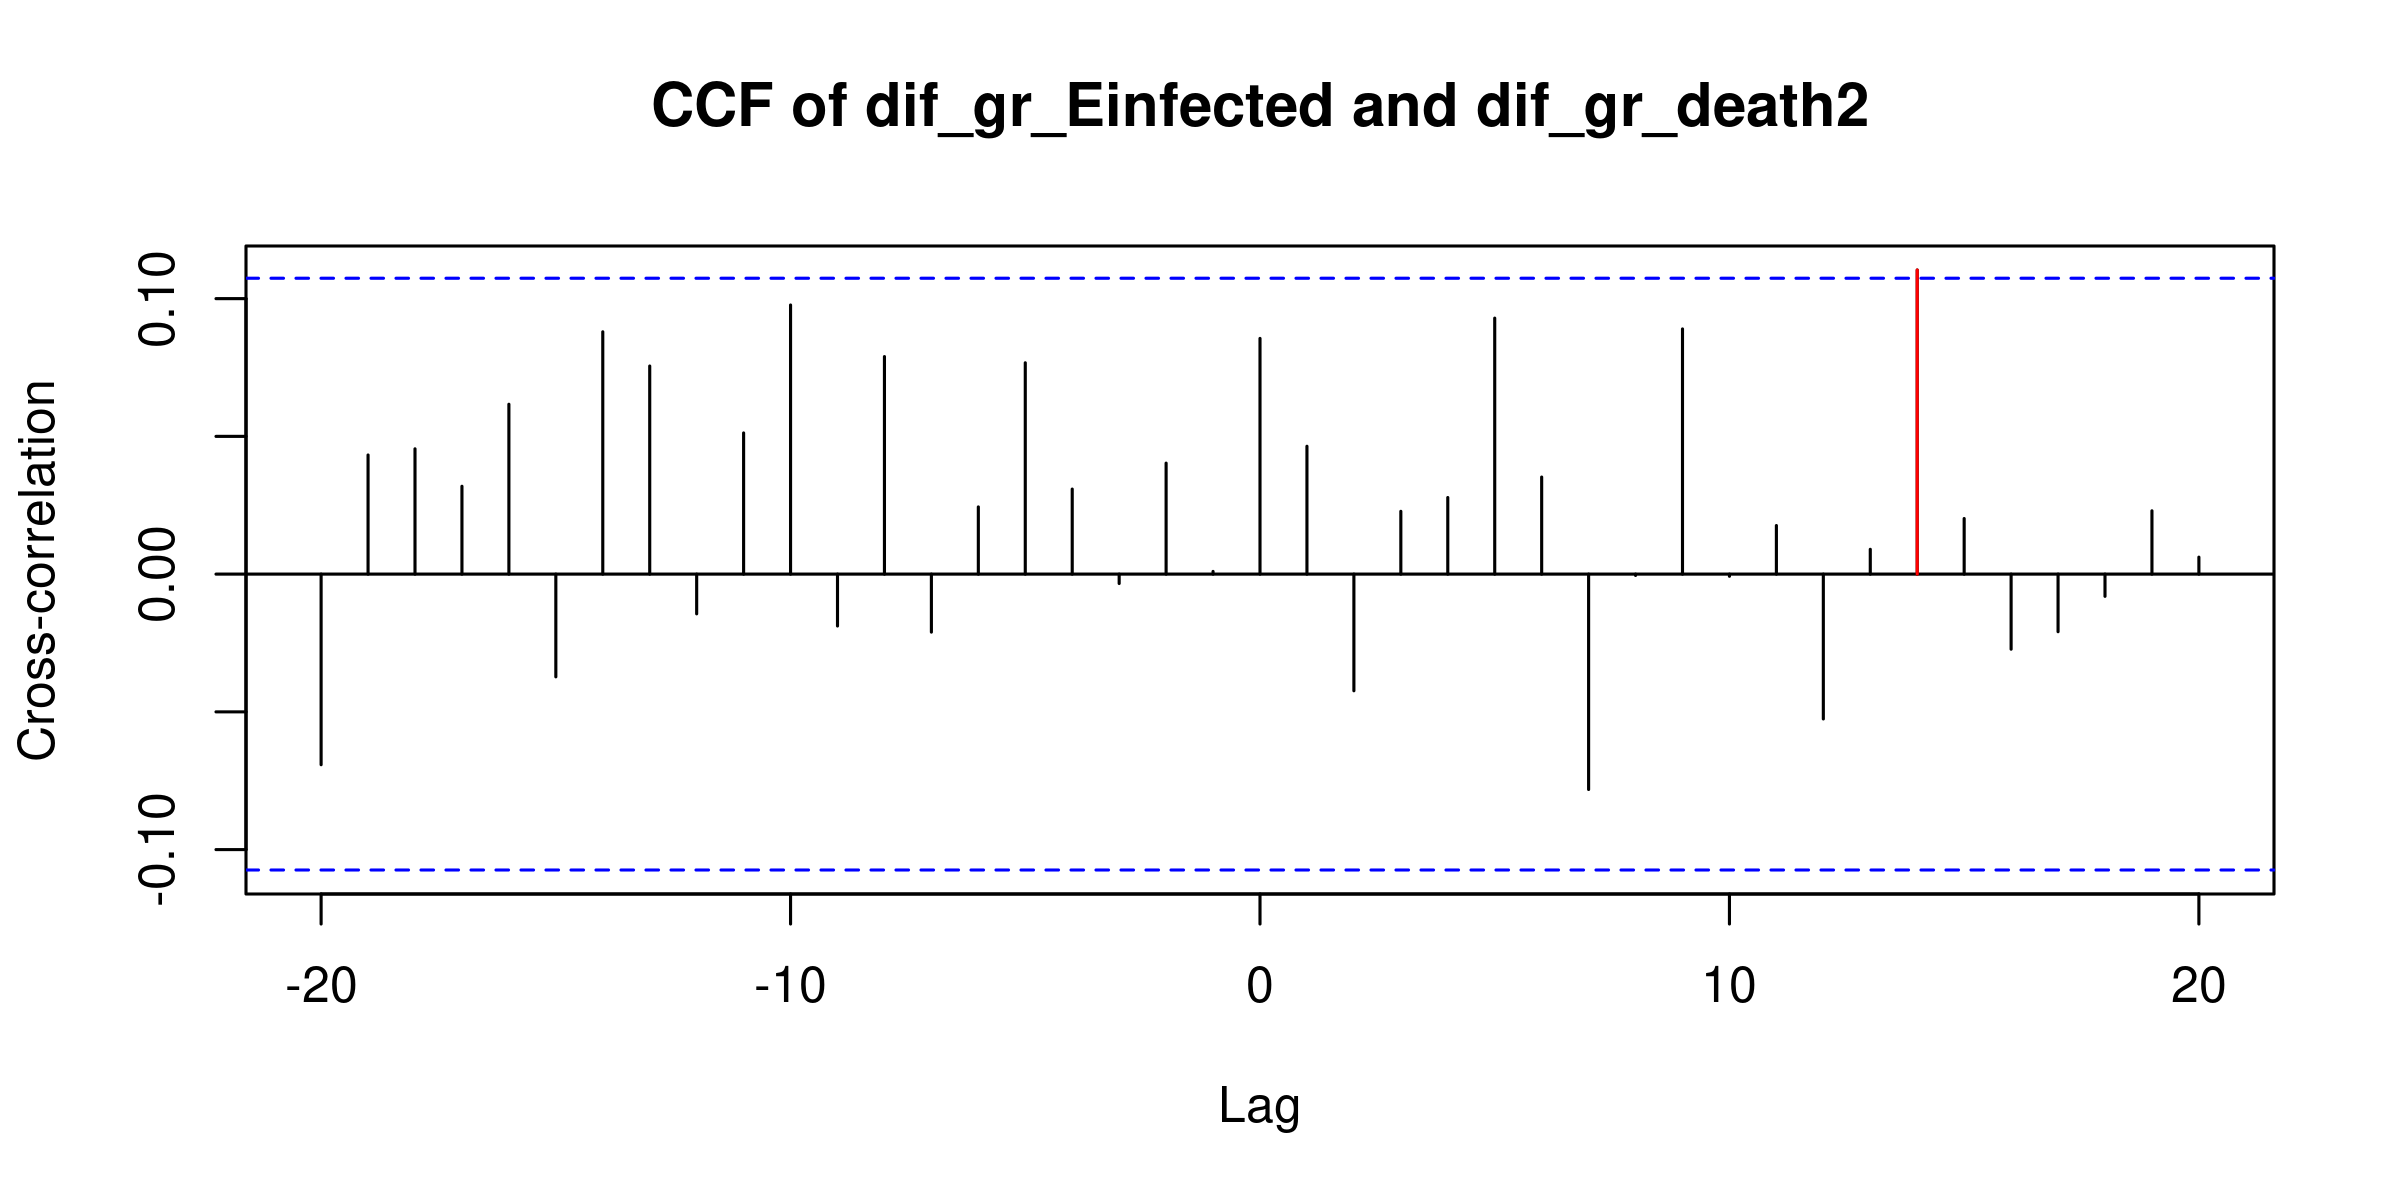 CCF of dif_gr_Einfected and dif_gr_death2
Cross-correlation
0.10
0.00
-0.10
-20 -10 0 10 20
Lag